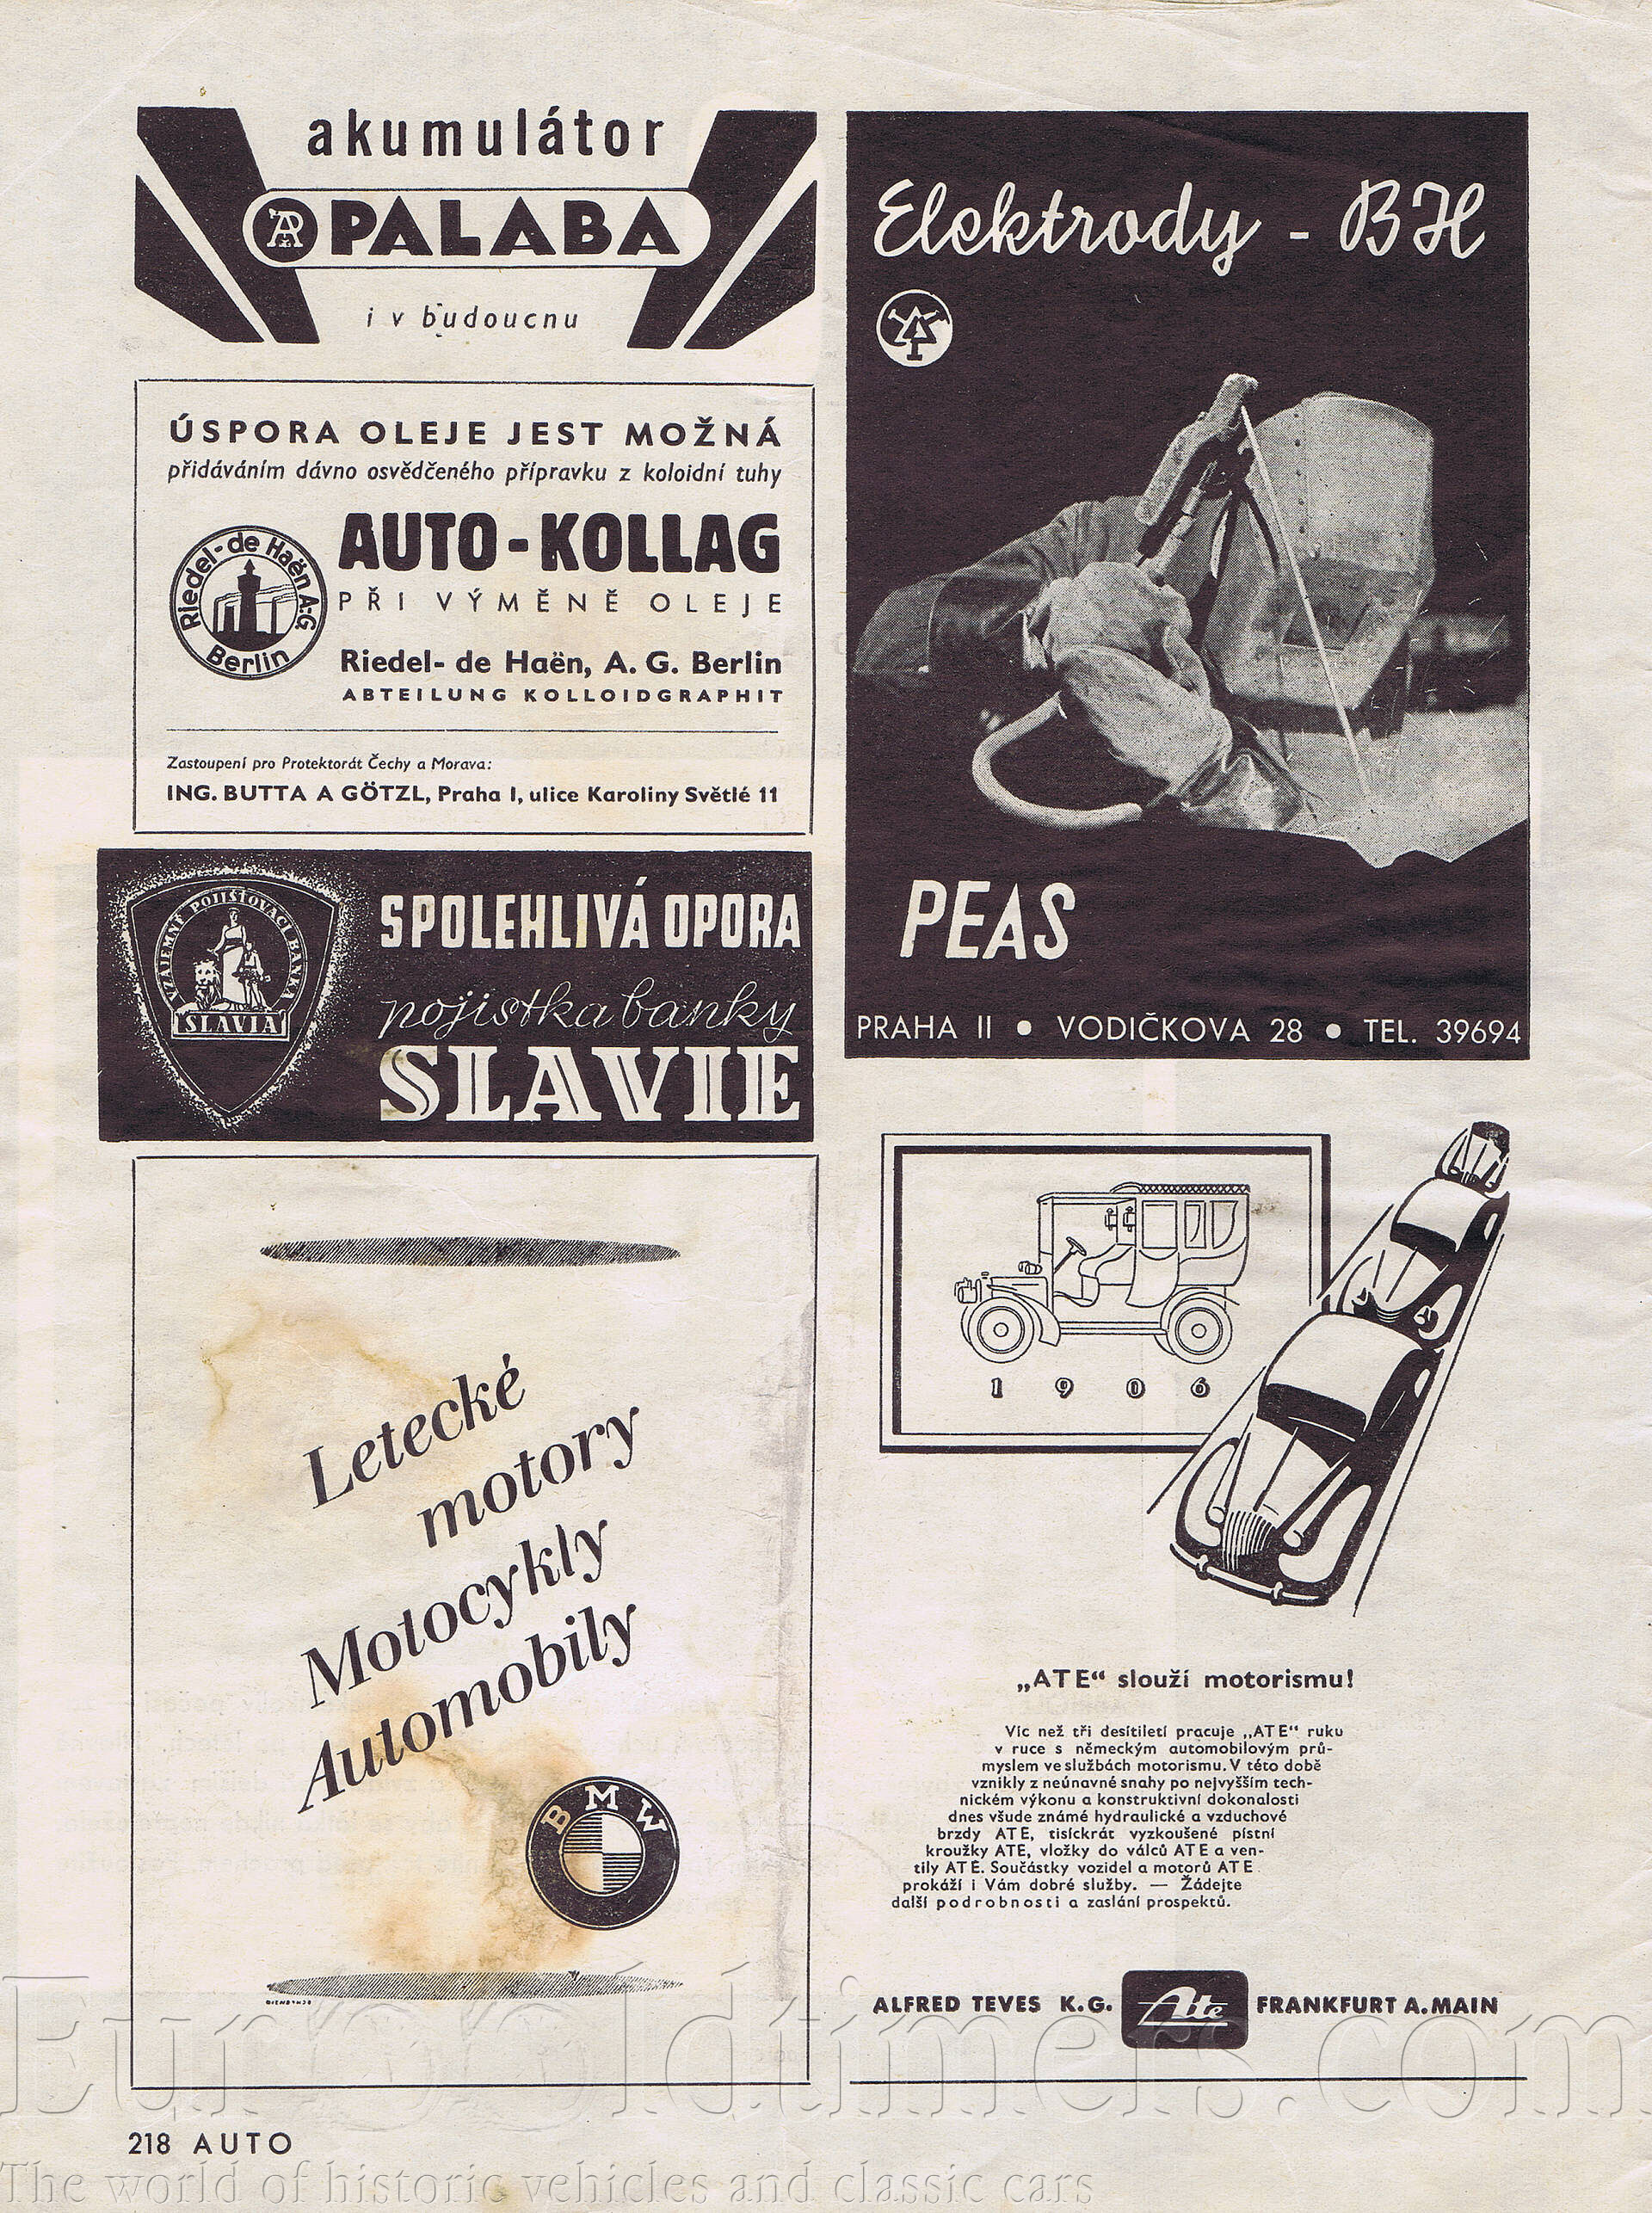 akumulátor
PALABA
i v budoucnu
ÚSPORA OLEJE JEST MOŽNÁ
přidáváním dávno osvědčeného přípravku z koloidní tuhy
AUTO-KOLLAG
PŘI VÝMĚNĚ OLEJE
Riedel-de Haën A.-G.
Berlin
Riedel- de Haën, A. G. Berlin
ABTEILUNG KOLLOIDGRAPHIT
Zastoupení pro Protektorát Čechy a Morava:
ING. BUTTA A GÖTZL, Praha I, ulice Karoliny Světlé 11
VZÁJEMNĚ POJIŠŤOVACÍ BANKA
SLAVIA
SPOLEHLIVÁ OPORA
pojistka banky
SLAVIE
Letecké
motory
Motocykly
Automobily
BMW
Elektrody - BH
PEAS
PRAHA II • VODIČKOVA 28 • TEL. 39694
1906
„ATE“ slouží motorismu!
Víc než tři desítiletí pracuje „ATE“ ruku
v ruce s německým automobilovým prů-
myslem ve službách motorismu. V této době
vznikly z neúnavné snahy po nejvyšším tech-
nickém výkonu a konstruktivní dokonalosti
dnes všude známé hydraulické a vzduchové
brzdy ATE, tisíckrát vyzkoušené pístní
kroužky ATE, vložky do válců ATE a ven-
tily ATE. Součástky vozidel a motorů ATE
prokáží i Vám dobré služby. — Žádejte
další podrobnosti a zaslání prospektů.
ALFRED TEVES K.G. Ate FRANKFURT A.MAIN
Eurooldtimers.com
218 AUTO
The world of historic vehicles and classic cars